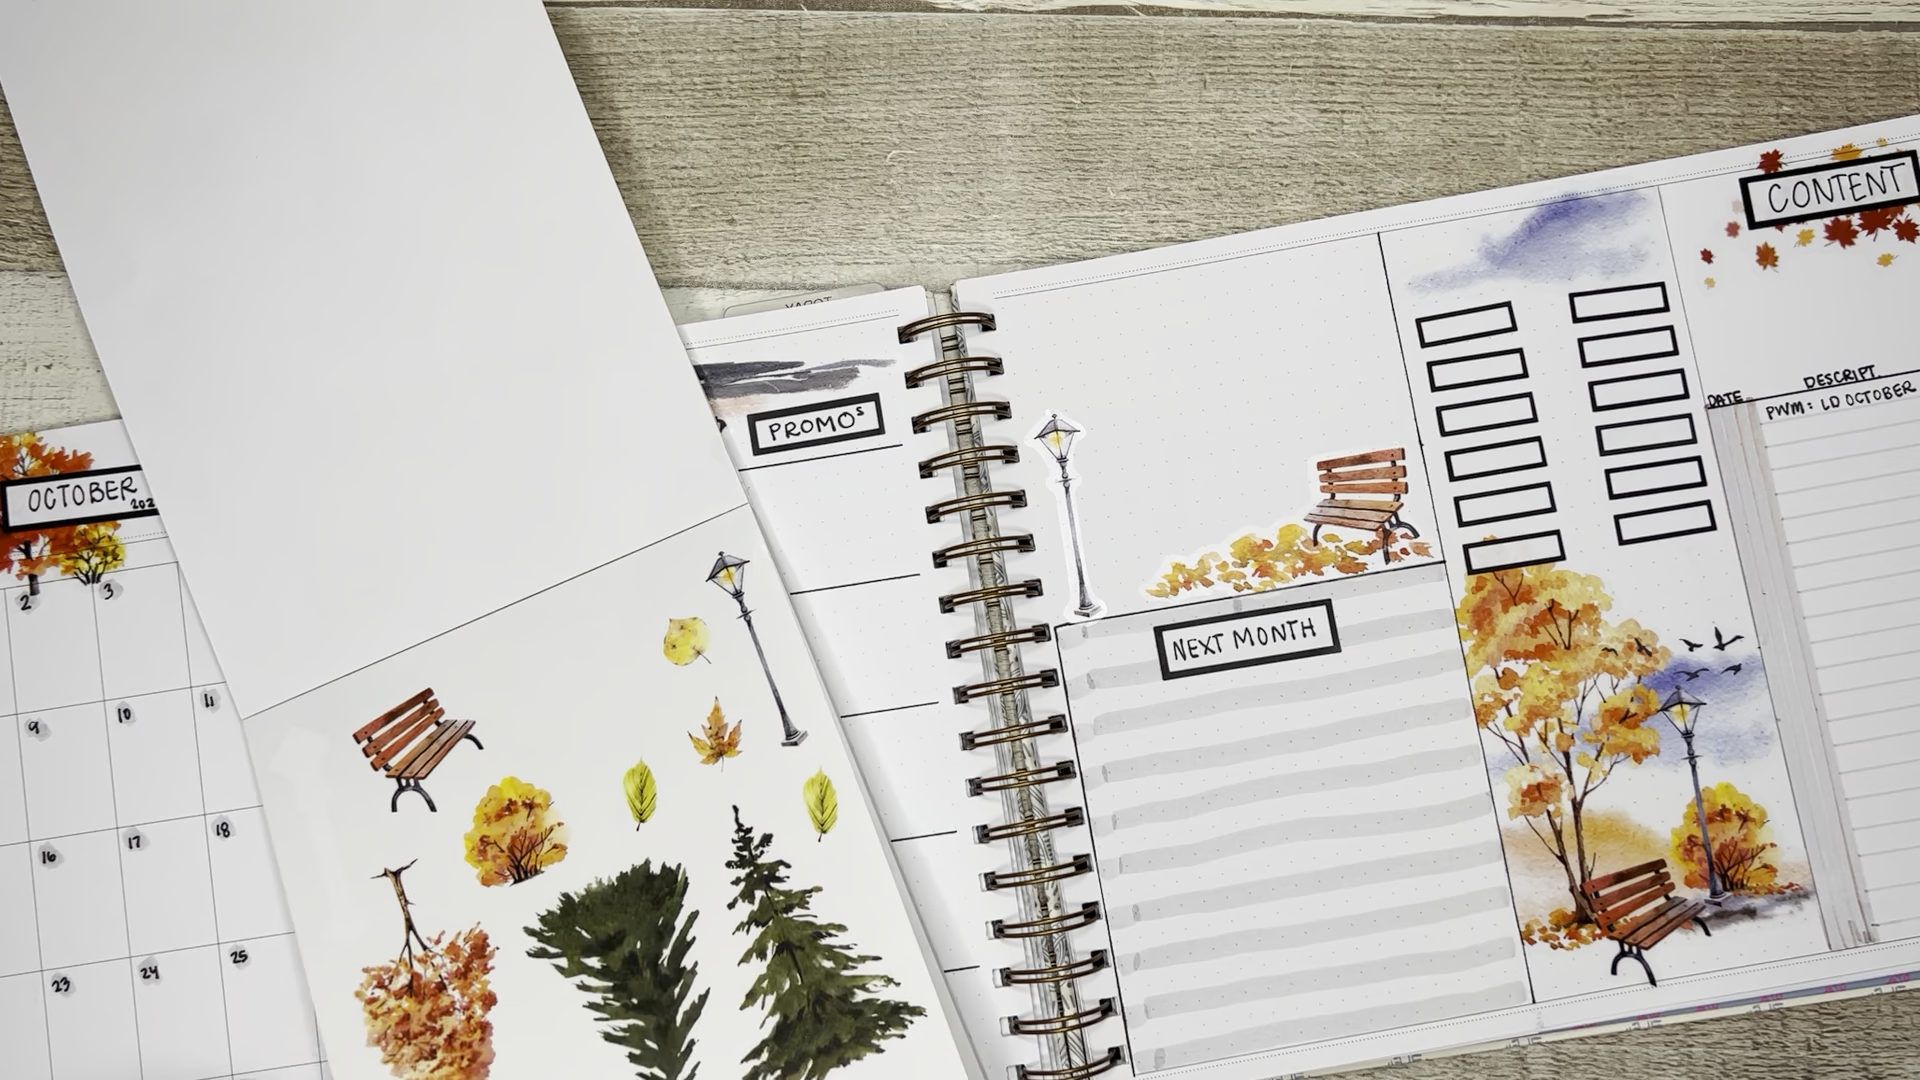 OCTOBER
202
2
3
9
10
11
16
17
18
23
24
25
PROMOS
NEXT MONTH
CONTENT
DATE
DESCRIPT.
PWM: LD OCTOBER